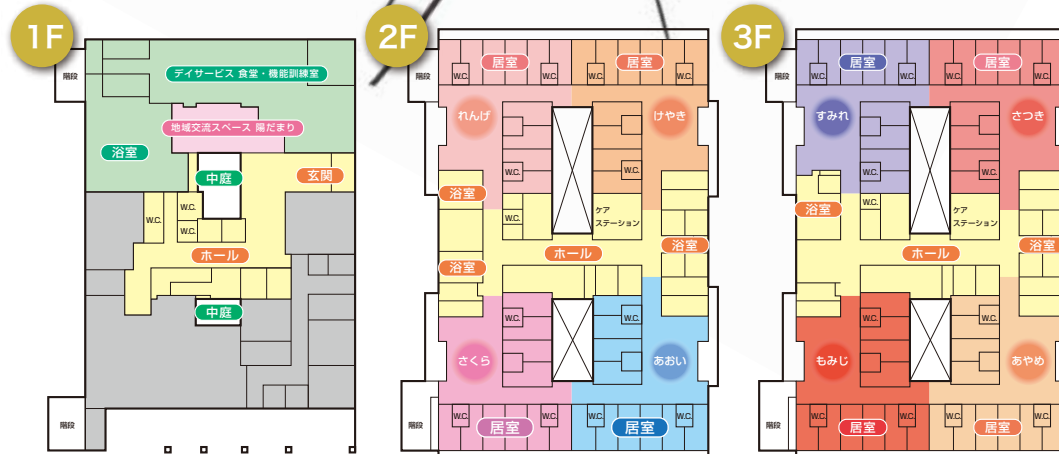 1F
階段
デイサービス 食堂・機能訓練室
地域交流スペース 陽だまり
浴室
中庭
玄関
W.C.
W.C.
W.C.
ホール
中庭
階段
2F
階段
W.C.
居室
W.C.
W.C.
居室
W.C.
れんげ
けやき
W.C.
W.C.
浴室
W.C.
ケア
ステーション
浴室
ホール
浴室
W.C.
W.C.
さくら
あおい
階段
W.C.
居室
W.C.
W.C.
居室
W.C.
3F
階段
W.C.
居室
W.C.
W.C.
居室
W.C.
すみれ
さつき
W.C.
W.C.
浴室
W.C.
ケア
ステーション
浴室
ホール
W.C.
W.C.
もみじ
あやめ
階段
W.C.
居室
W.C.
W.C.
居室
W.C.